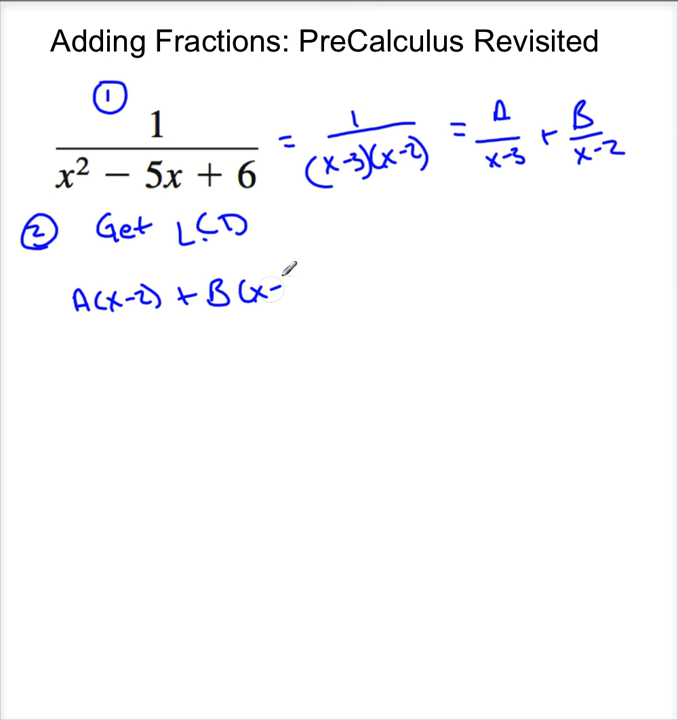 Adding Fractions: PreCalculus Revisited
①
1/(x² − 5x + 6) = 1/((x-3)(x-2)) = A/(x-3) + B/(x-2)
② Get LCD
A(x-2) + B(x-